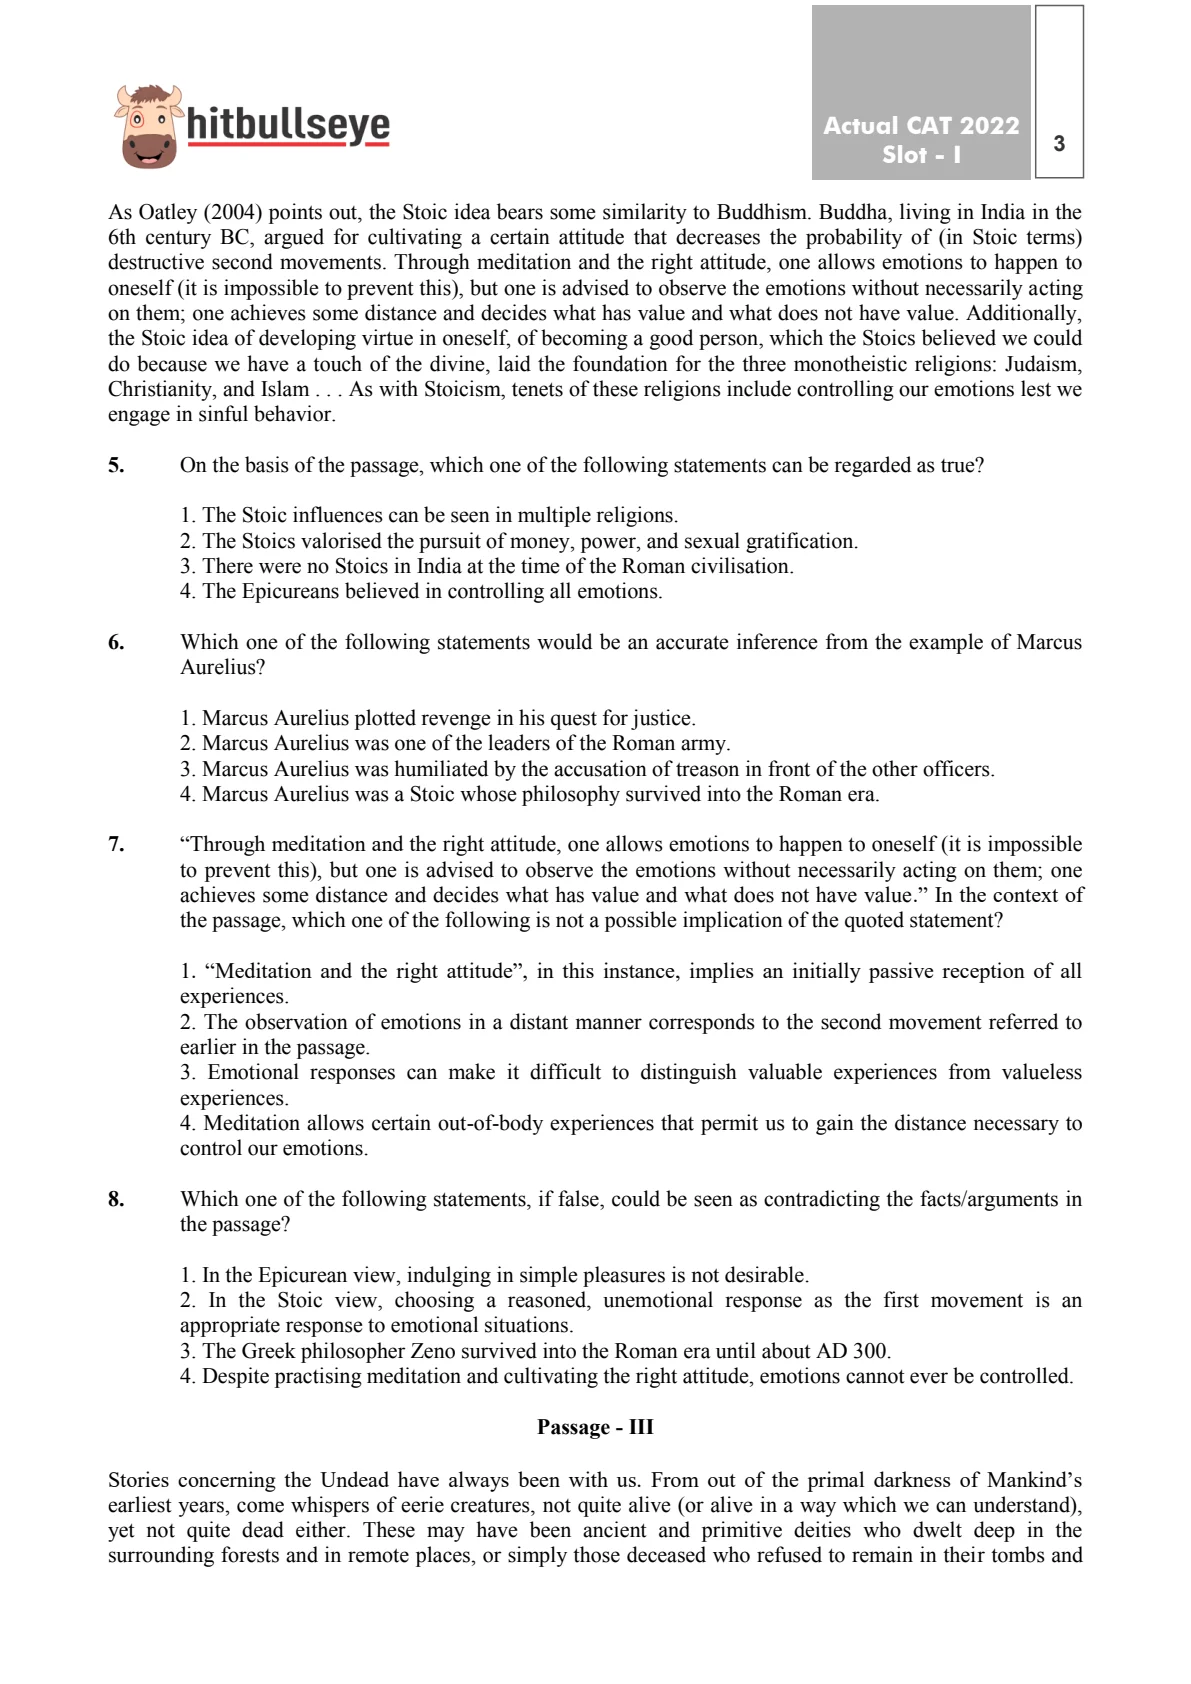 hitbullseye
Actual CAT 2022
Slot - I
3
As Oatley (2004) points out, the Stoic idea bears some similarity to Buddhism. Buddha, living in India in the
6th century BC, argued for cultivating a certain attitude that decreases the probability of (in Stoic terms)
destructive second movements. Through meditation and the right attitude, one allows emotions to happen to
oneself (it is impossible to prevent this), but one is advised to observe the emotions without necessarily acting
on them; one achieves some distance and decides what has value and what does not have value. Additionally,
the Stoic idea of developing virtue in oneself, of becoming a good person, which the Stoics believed we could
do because we have a touch of the divine, laid the foundation for the three monotheistic religions: Judaism,
Christianity, and Islam . . . As with Stoicism, tenets of these religions include controlling our emotions lest we
engage in sinful behavior.
5. On the basis of the passage, which one of the following statements can be regarded as true?
1. The Stoic influences can be seen in multiple religions.
2. The Stoics valorised the pursuit of money, power, and sexual gratification.
3. There were no Stoics in India at the time of the Roman civilisation.
4. The Epicureans believed in controlling all emotions.
6. Which one of the following statements would be an accurate inference from the example of Marcus
Aurelius?
1. Marcus Aurelius plotted revenge in his quest for justice.
2. Marcus Aurelius was one of the leaders of the Roman army.
3. Marcus Aurelius was humiliated by the accusation of treason in front of the other officers.
4. Marcus Aurelius was a Stoic whose philosophy survived into the Roman era.
7. “Through meditation and the right attitude, one allows emotions to happen to oneself (it is impossible
to prevent this), but one is advised to observe the emotions without necessarily acting on them; one
achieves some distance and decides what has value and what does not have value.” In the context of
the passage, which one of the following is not a possible implication of the quoted statement?
1. “Meditation and the right attitude”, in this instance, implies an initially passive reception of all
experiences.
2. The observation of emotions in a distant manner corresponds to the second movement referred to
earlier in the passage.
3. Emotional responses can make it difficult to distinguish valuable experiences from valueless
experiences.
4. Meditation allows certain out-of-body experiences that permit us to gain the distance necessary to
control our emotions.
8. Which one of the following statements, if false, could be seen as contradicting the facts/arguments in
the passage?
1. In the Epicurean view, indulging in simple pleasures is not desirable.
2. In the Stoic view, choosing a reasoned, unemotional response as the first movement is an
appropriate response to emotional situations.
3. The Greek philosopher Zeno survived into the Roman era until about AD 300.
4. Despite practising meditation and cultivating the right attitude, emotions cannot ever be controlled.
Passage - III
Stories concerning the Undead have always been with us. From out of the primal darkness of Mankind’s
earliest years, come whispers of eerie creatures, not quite alive (or alive in a way which we can understand),
yet not quite dead either. These may have been ancient and primitive deities who dwelt deep in the
surrounding forests and in remote places, or simply those deceased who refused to remain in their tombs and